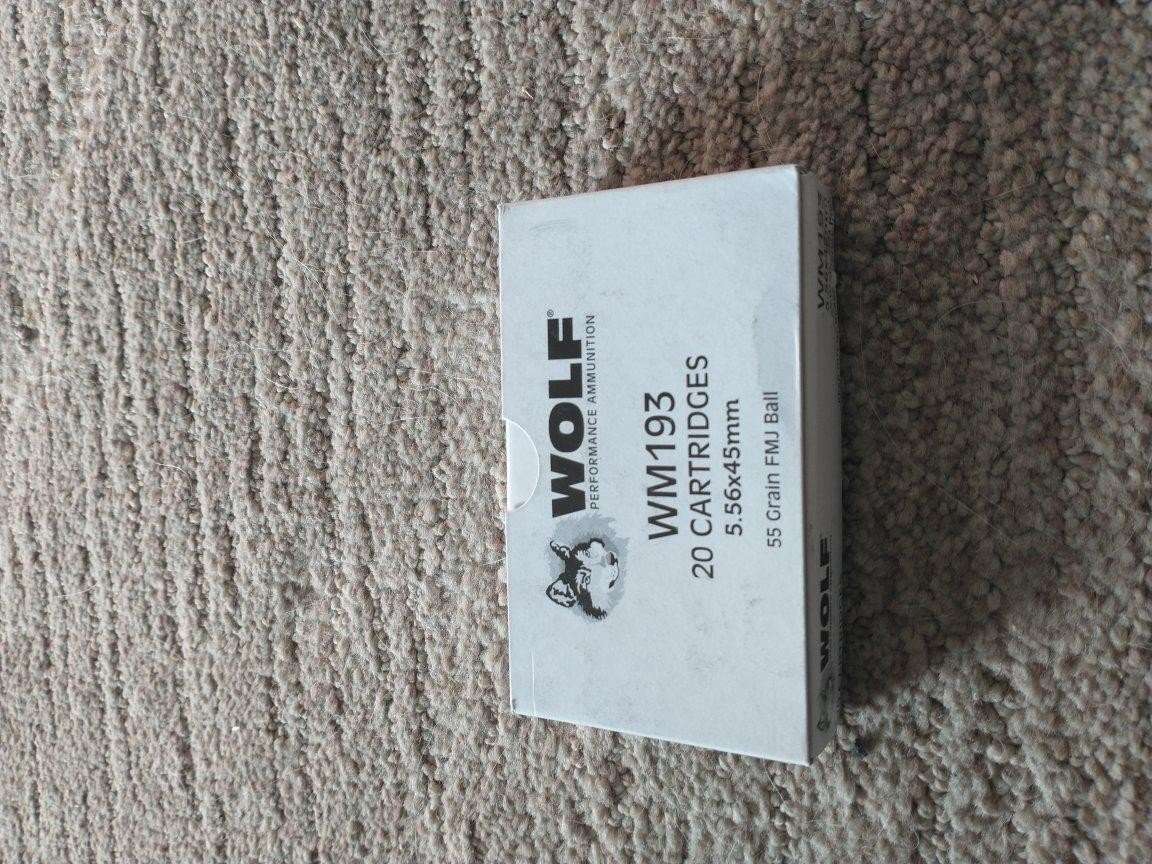 WOLF®
PERFORMANCE AMMUNITION
WM193
20 CARTRIDGES
5.56x45mm
55 Grain FMJ Ball
WOLF